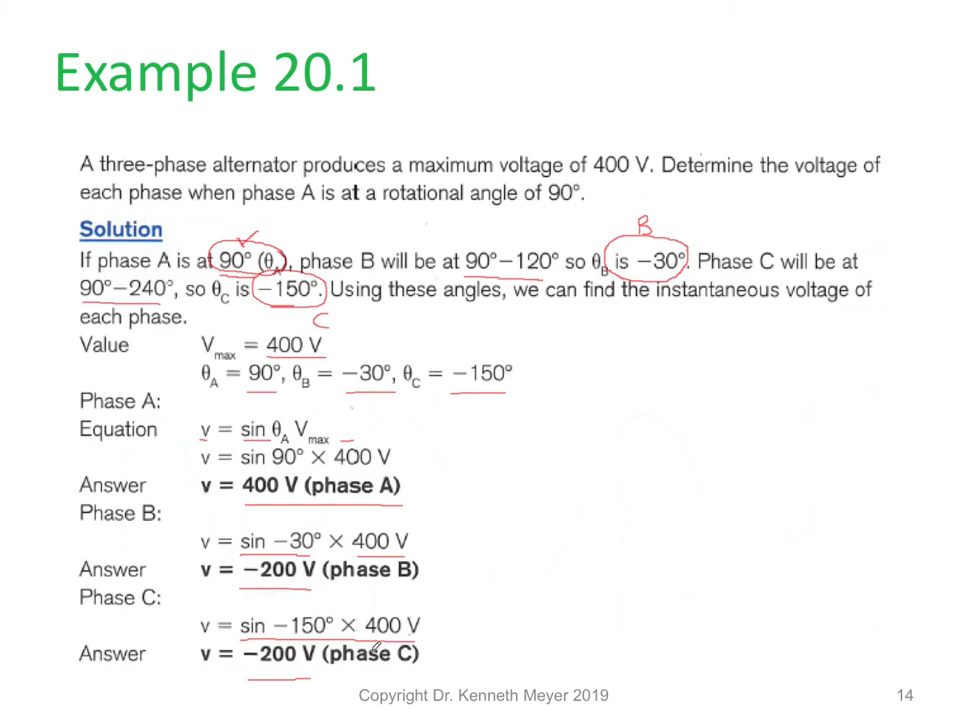 Example 20.1
A three-phase alternator produces a maximum voltage of 400 V. Determine the voltage of
each phase when phase A is at a rotational angle of 90°.
Solution
B
If phase A is at 90° (θA), phase B will be at 90°−120° so θB is −30°. Phase C will be at
90°−240°, so θC is −150°. Using these angles, we can find the instantaneous voltage of
each phase.
C
Value Vmax = 400 V
θA = 90°, θB = −30°, θC = −150°
Phase A:
Equation v = sin θA Vmax
v = sin 90° × 400 V
Answer v = 400 V (phase A)
Phase B:
v = sin −30° × 400 V
Answer v = −200 V (phase B)
Phase C:
v = sin −150° × 400 V
Answer v = −200 V (phase C)
Copyright Dr. Kenneth Meyer 2019 14